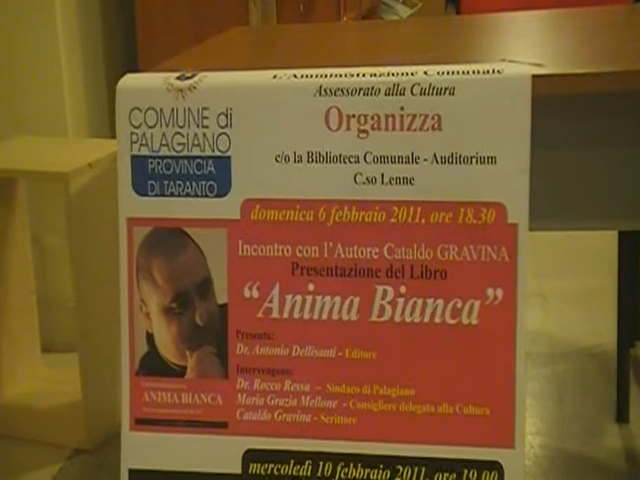 L'Amministrazione Comunale
Assessorato alla Cultura
Organizza
c/o la Biblioteca Comunale - Auditorium
C.so Lenne
COMUNE di
PALAGIANO
PROVINCIA
DI TARANTO
domenica 6 febbraio 2011, ore 18.30
Incontro con l'Autore Cataldo GRAVINA
Presentazione del Libro
“Anima Bianca”
Presenta:
Dr. Antonio Dellisanti - Editore
Intervengono:
Dr. Rocco Ressa - Sindaco di Palagiano
Maria Grazia Mellone - Consigliere delegata alla Cultura
Cataldo Gravina - Scrittore
ANIMA BIANCA
mercoledì 10 febbraio 2011, ore 19.00